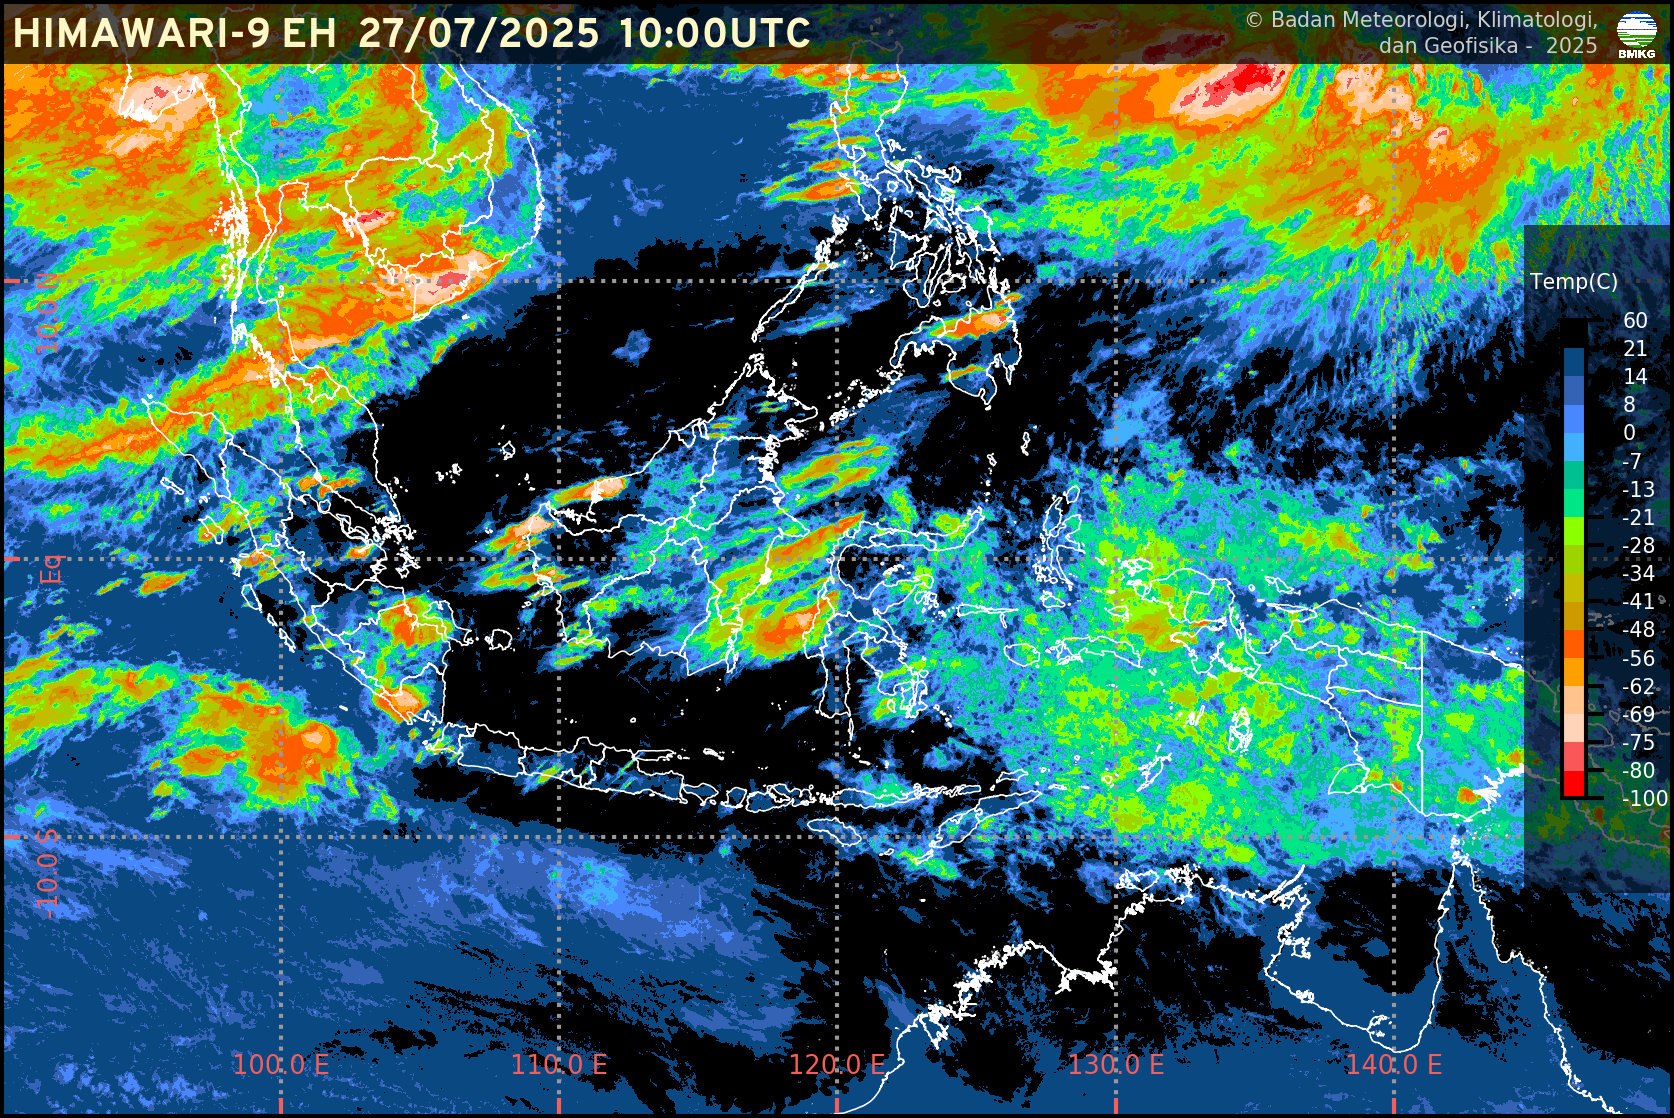 HIMAWARI-9 EH 27/07/2025 10:00UTC
© Badan Meteorologi, Klimatologi,
dan Geofisika - 2025
BMKG
Temp(C)
60
21
14
8
0
-7
-13
-21
-28
-34
-41
-48
-56
-62
-69
-75
-80
-100
10.0 N
Eq
-10.0 S
100.0 E
110.0 E
120.0 E
130.0 E
140.0 E